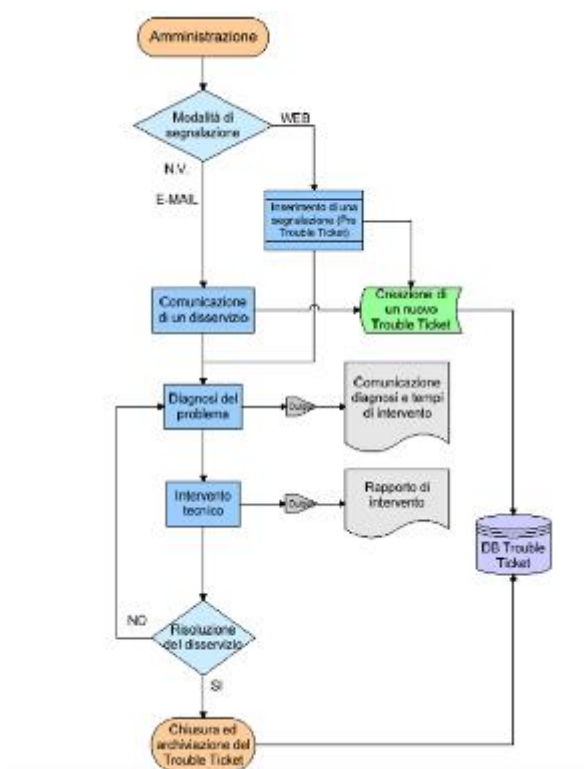 Amministrazione
Modalità di
segnalazione
WEB
N.V.
E-MAIL
Inserimento di una
segnalazione (Pre
Trouble Ticket)
Comunicazione
di un disservizio
Creazione di
un nuovo
Trouble Ticket
Diagnosi del
problema
Output
Comunicazione
diagnosi e tempi
di intervento
Intervento
tecnico
Output
Rapporto di
intervento
DB Trouble
Ticket
NO
Risoluzione
del disservizio
SI
Chiusura ed
archiviazione del
Trouble Ticket